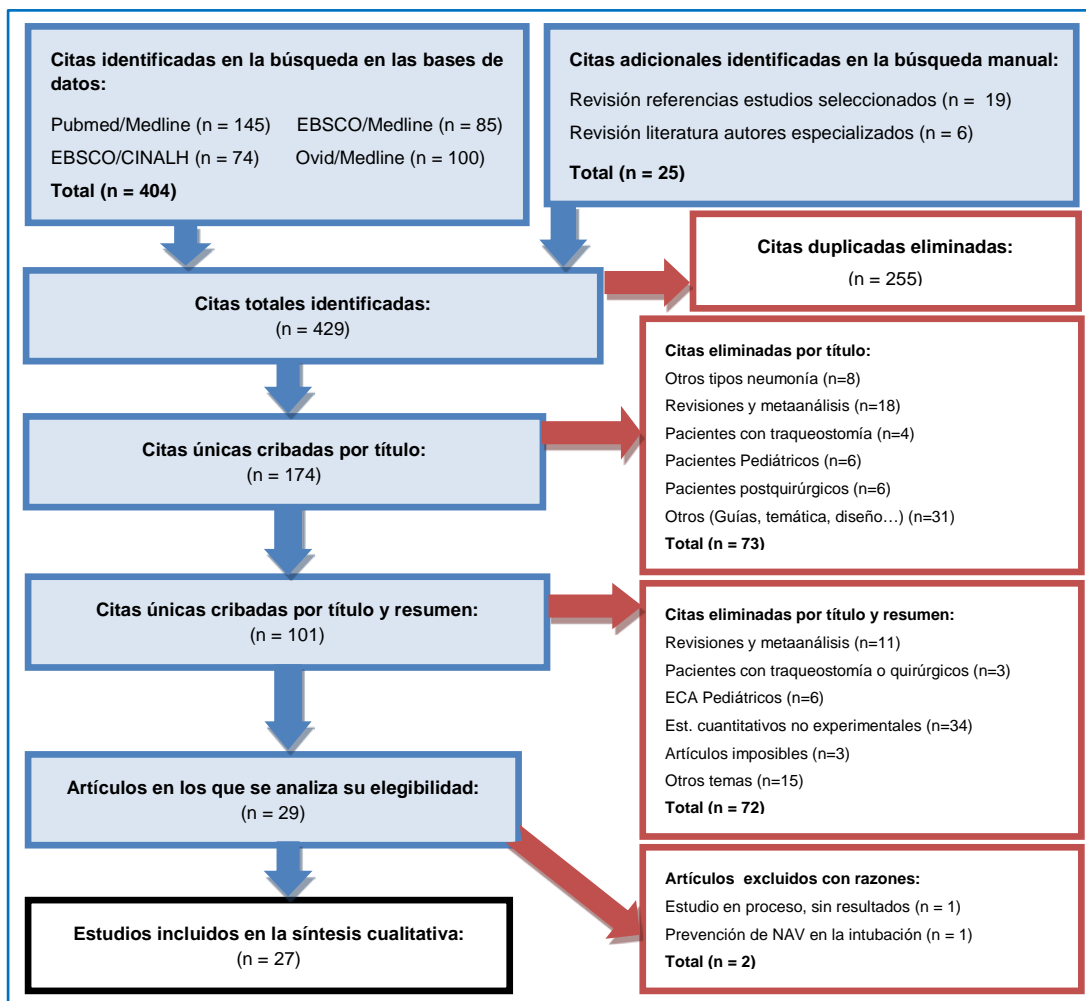 Citas identificadas en la búsqueda en las bases de
datos:
Pubmed/Medline (n = 145) EBSCO/Medline (n = 85)
EBSCO/CINALH (n = 74) Ovid/Medline (n = 100)
Total (n = 404)
Citas adicionales identificadas en la búsqueda manual:
Revisión referencias estudios seleccionados (n = 19)
Revisión literatura autores especializados (n = 6)
Total (n = 25)
Citas duplicadas eliminadas:
(n = 255)
Citas totales identificadas:
(n = 429)
Citas eliminadas por título:
Otros tipos neumonía (n=8)
Revisiones y metaanálisis (n=18)
Pacientes con traqueostomía (n=4)
Pacientes Pediátricos (n=6)
Pacientes postquirúrgicos (n=6)
Otros (Guías, temática, diseño…) (n=31)
Total (n = 73)
Citas únicas cribadas por título:
(n = 174)
Citas únicas cribadas por título y resumen:
(n = 101)
Citas eliminadas por título y resumen:
Revisiones y metaanálisis (n=11)
Pacientes con traqueostomía o quirúrgicos (n=3)
ECA Pediátricos (n=6)
Est. cuantitativos no experimentales (n=34)
Artículos imposibles (n=3)
Otros temas (n=15)
Total (n = 72)
Artículos en los que se analiza su elegibilidad:
(n = 29)
Artículos excluidos con razones:
Estudio en proceso, sin resultados (n = 1)
Prevención de NAV en la intubación (n = 1)
Total (n = 2)
Estudios incluidos en la síntesis cualitativa:
(n = 27)